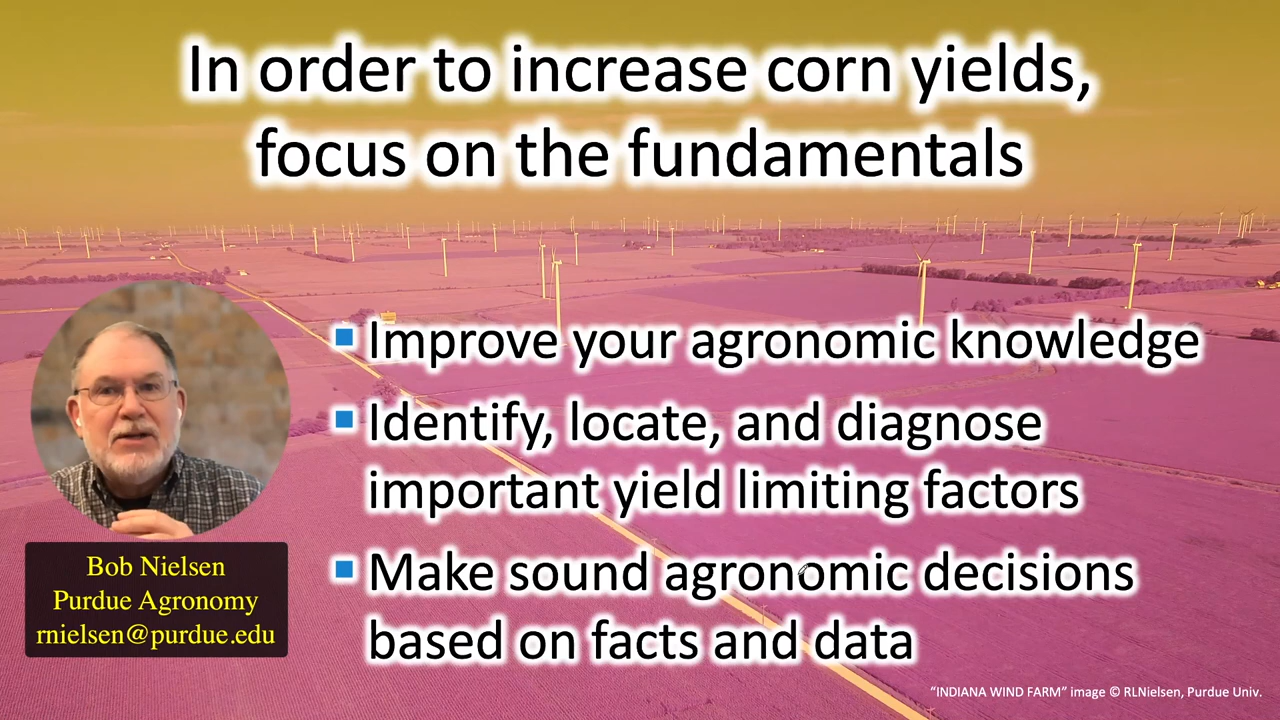 In order to increase corn yields,
focus on the fundamentals
Improve your agronomic knowledge
Identify, locate, and diagnose
important yield limiting factors
Make sound agronomic decisions
based on facts and data
Bob Nielsen
Purdue Agronomy
rnielsen@purdue.edu
“INDIANA WIND FARM” image © RLNielsen, Purdue Univ.